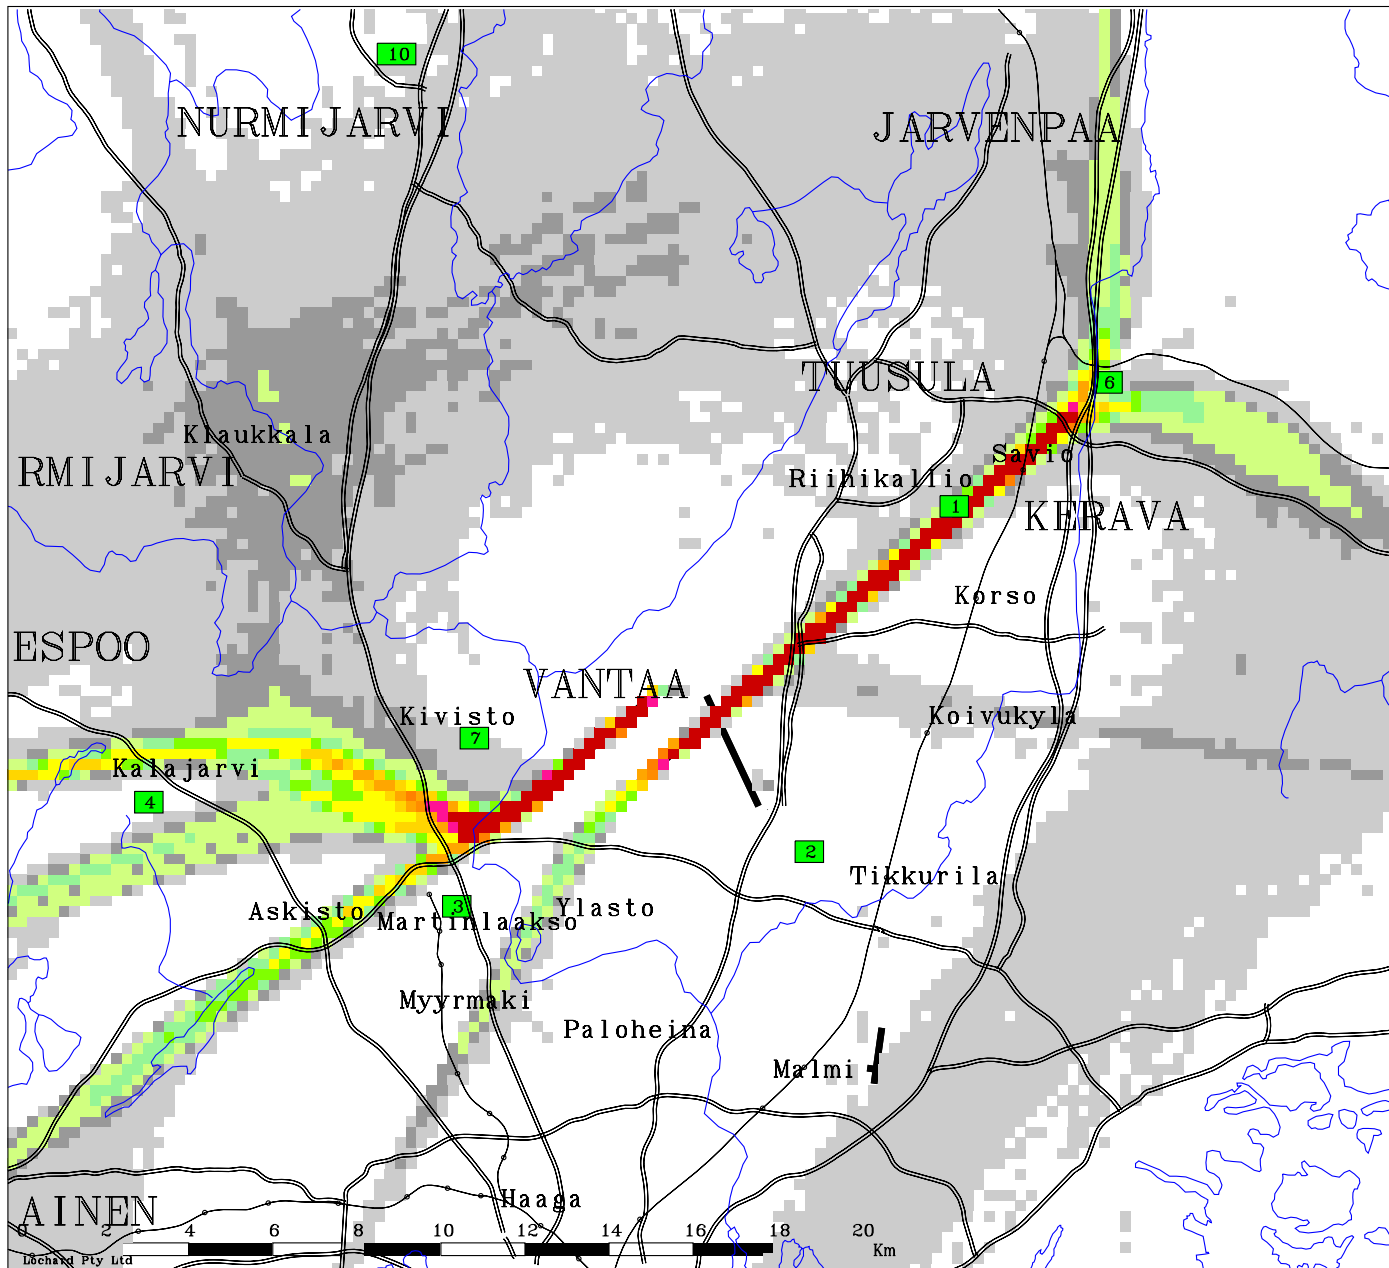 10
NURMIJARVI
JARVENPAA
TUUSULA
6
Klaukkala
RMIJARVI
Savio
Riihikallio
1
KERAVA
Korso
ESPOO
VANTAA
Kivisto
Koivukyla
7
Kalajarvi
4
2
Tikkurila
Askisto
3
Martinlaakso
Ylasto
Myyrmaki
Paloheina
Malmi
Haaga
AINEN
0 2 4 6 8 10 12 14 16 18 20
Km
Lochard Pty Ltd